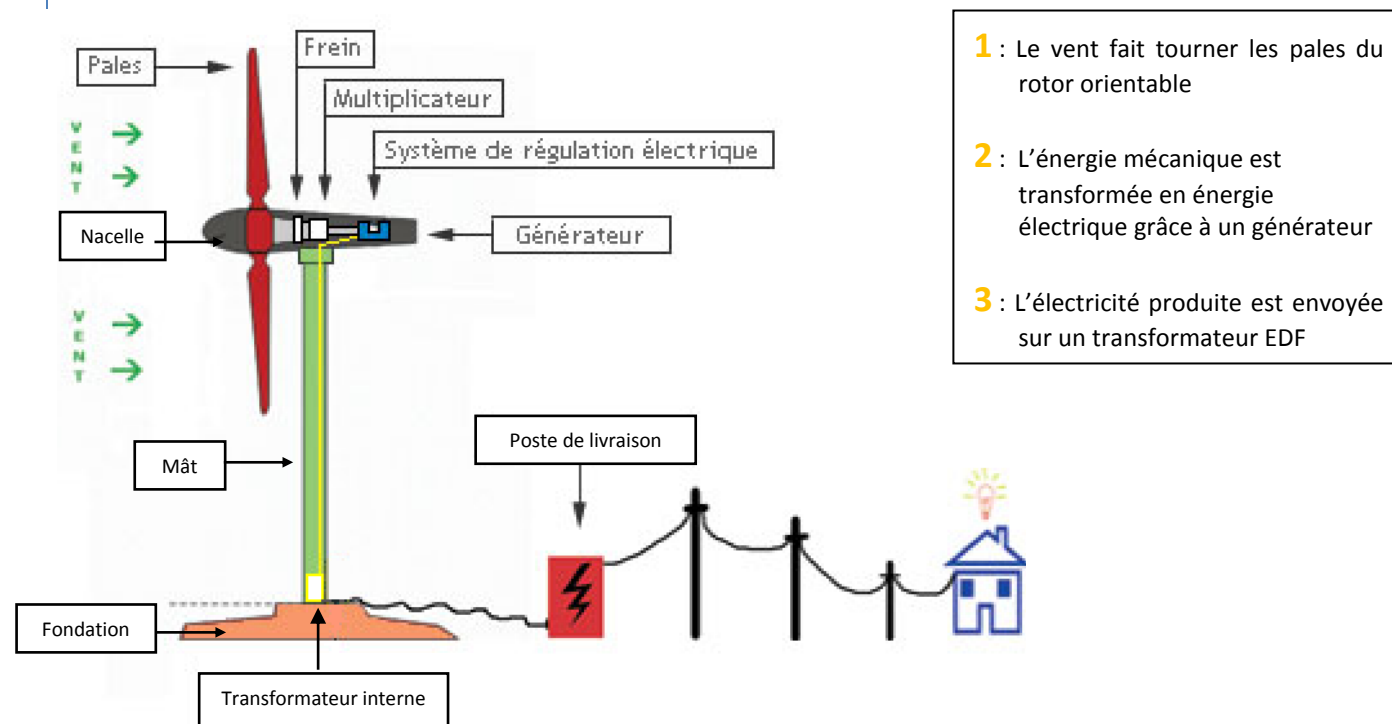 Pales
Frein
Multiplicateur
Système de régulation électrique
VENT
Nacelle
Générateur
VENT
Mât
Poste de livraison
Fondation
Transformateur interne
1 : Le vent fait tourner les pales du
rotor orientable
2 : L’énergie mécanique est
transformée en énergie
électrique grâce à un générateur
3 : L’électricité produite est envoyée
sur un transformateur EDF